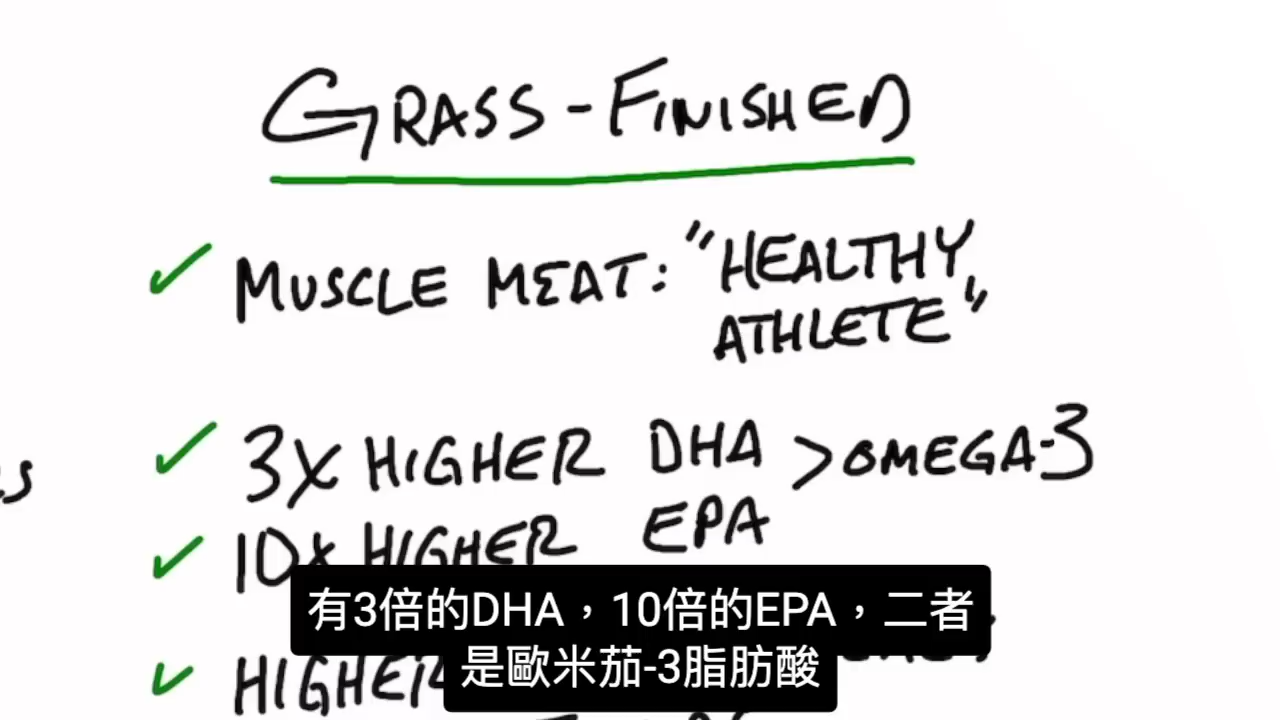 GRASS-FINISHED
MUSCLE MEAT: "HEALTHY,
ATHLETE"
3X HIGHER DHA >OMEGA-3
10X HIGHER EPA
HIGHER
有3倍的DHA，10倍的EPA，二者
是歐米茄-3脂肪酸